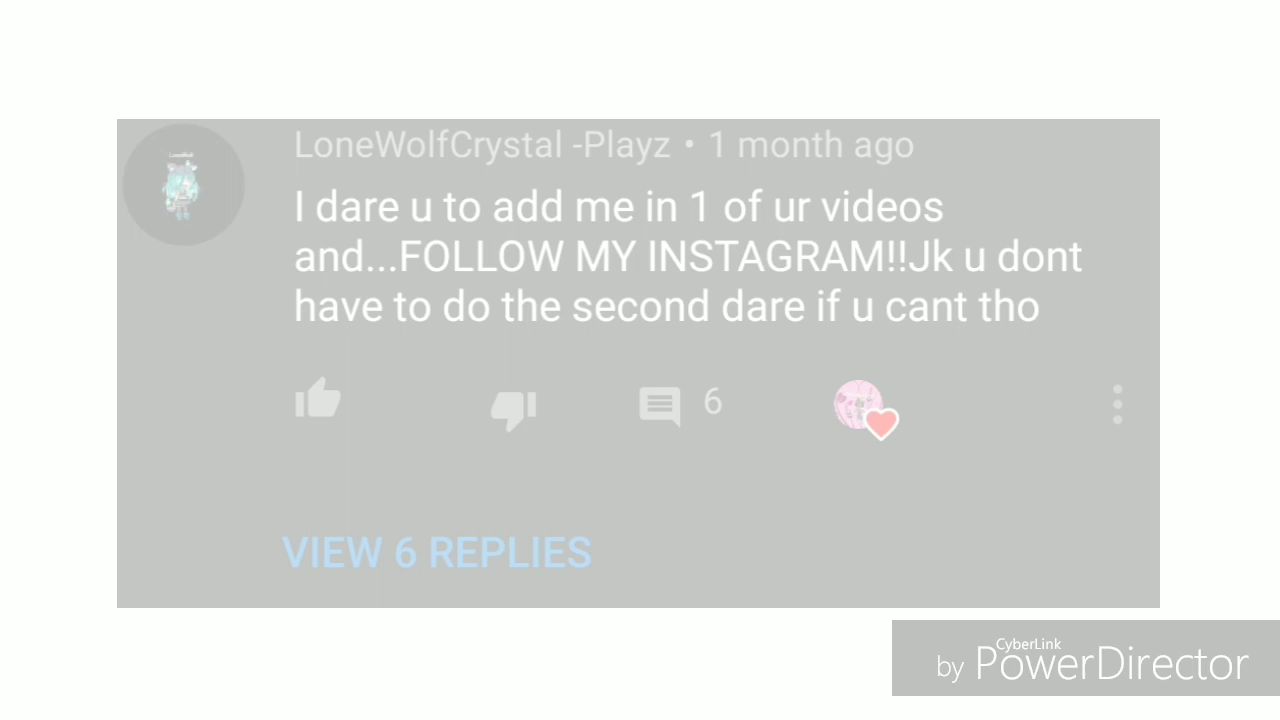 LoneWolfCrystal -Playz • 1 month ago
I dare u to add me in 1 of ur videos
and...FOLLOW MY INSTAGRAM!!Jk u dont
have to do the second dare if u cant tho
6
VIEW 6 REPLIES
CyberLink
by PowerDirector